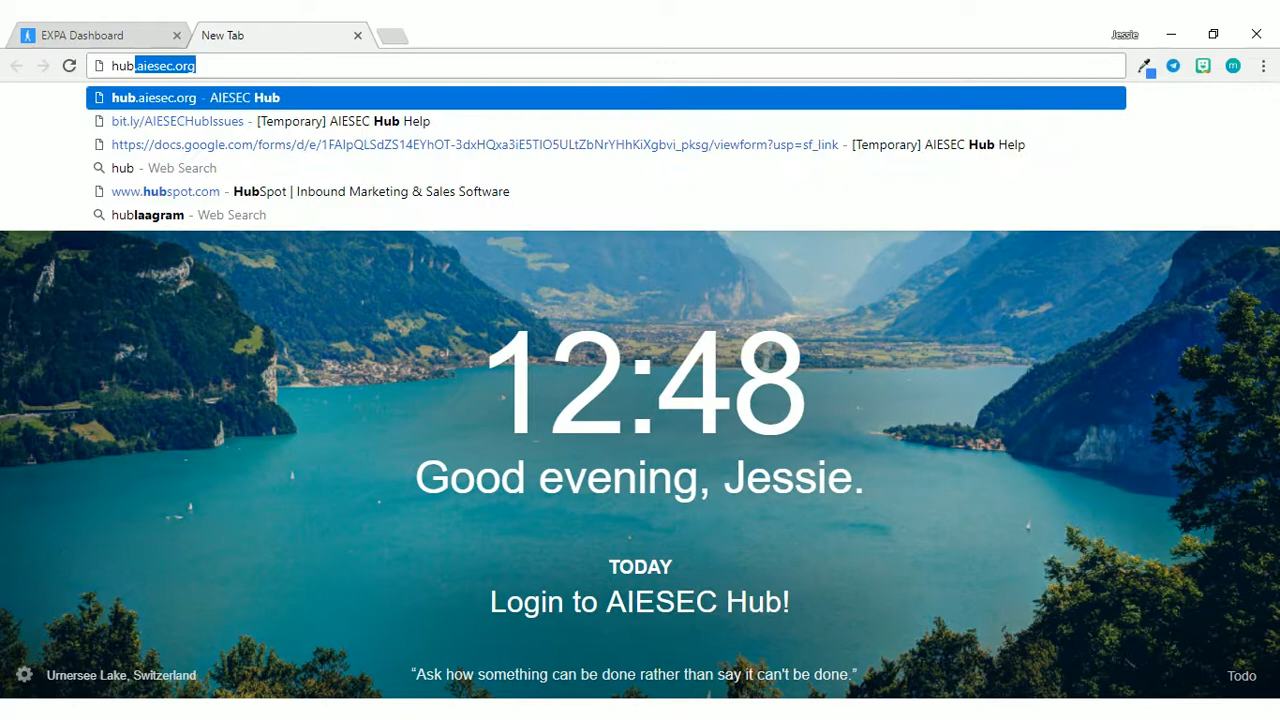 EXPA Dashboard
New Tab
Jessie
hub.aiesec.org
hub.aiesec.org - AIESEC Hub
bit.ly/AIESECHubIssues - [Temporary] AIESEC Hub Help
https://docs.google.com/forms/d/e/1FAIpQLSdZS14EYhOT-3dxHQxa3iE5TIO5ULtZbNrYHhKiXgbvi_pksg/viewform?usp=sf_link - [Temporary] AIESEC Hub Help
hub - Web Search
www.hubspot.com - HubSpot | Inbound Marketing & Sales Software
hublaagram - Web Search
12:48
Good evening, Jessie.
TODAY
Login to AIESEC Hub!
Urnersee Lake, Switzerland
“Ask how something can be done rather than say it can't be done.”
Todo